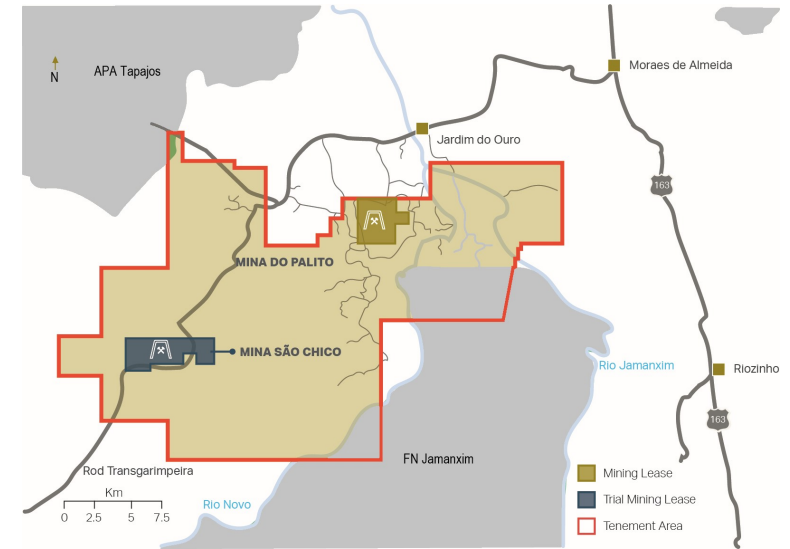 APA Tapajos
N
Moraes de Almeida
Jardim do Ouro
163
MINA DO PALITO
MINA SÃO CHICO
Rio Jamanxim
Riozinho
163
FN Jamanxim
Rod Transgarimpeira
Km
0 2.5 5 7.5
Rio Novo
Mining Lease
Trial Mining Lease
Tenement Area